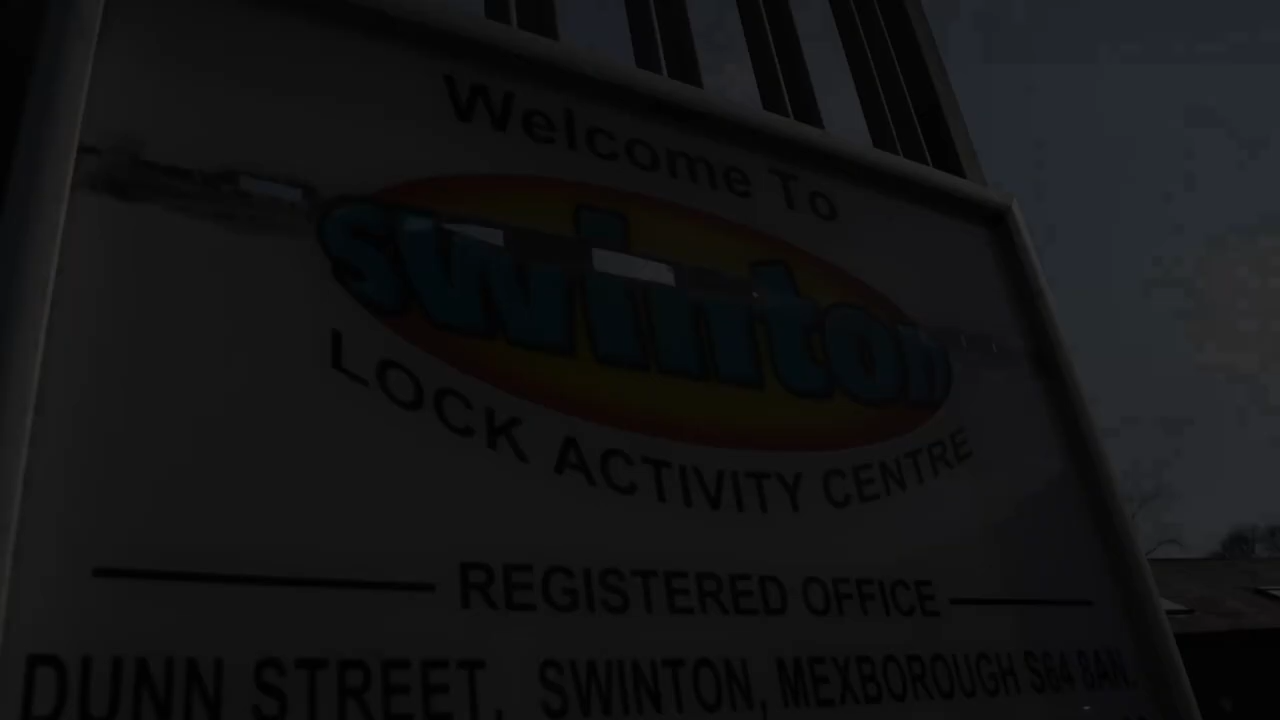 Welcome To
swinton
LOCK ACTIVITY CENTRE
REGISTERED OFFICE
DUNN STREET, SWINTON, MEXBOROUGH S64 8AN.